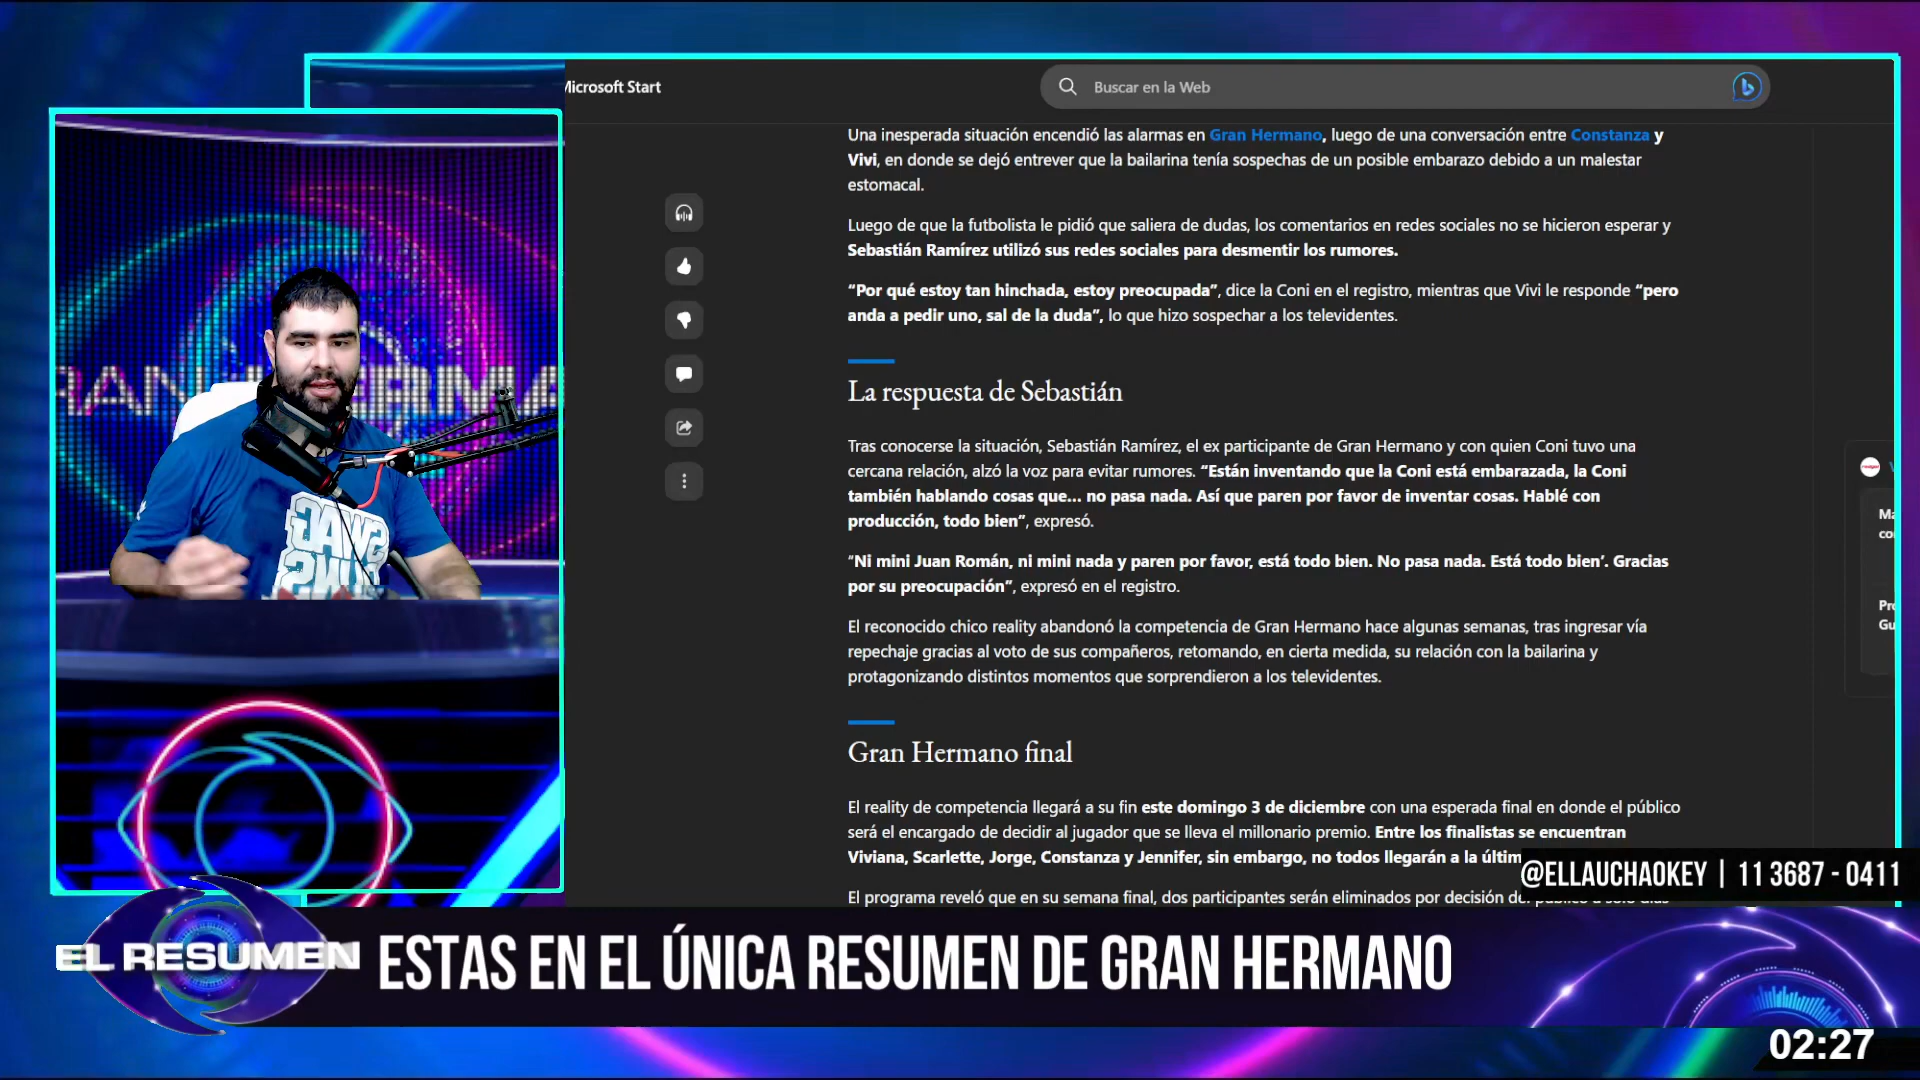 Microsoft Start
Buscar en la Web
Una inesperada situación encendió las alarmas en Gran Hermano, luego de una conversación entre Constanza y
Vivi, en donde se dejó entrever que la bailarina tenía sospechas de un posible embarazo debido a un malestar
estomacal.
Luego de que la futbolista le pidió que saliera de dudas, los comentarios en redes sociales no se hicieron esperar y
Sebastián Ramírez utilizó sus redes sociales para desmentir los rumores.
“Por qué estoy tan hinchada, estoy preocupada”, dice la Coni en el registro, mientras que Vivi le responde “pero
anda a pedir uno, sal de la duda”, lo que hizo sospechar a los televidentes.
La respuesta de Sebastián
Tras conocerse la situación, Sebastián Ramírez, el ex participante de Gran Hermano y con quien Coni tuvo una
cercana relación, alzó la voz para evitar rumores. “Están inventando que la Coni está embarazada, la Coni
también hablando cosas que... no pasa nada. Así que paren por favor de inventar cosas. Hablé con
producción, todo bien”, expresó.
“Ni mini Juan Román, ni mini nada y paren por favor, está todo bien. No pasa nada. Está todo bien’. Gracias
por su preocupación”, expresó en el registro.
El reconocido chico reality abandonó la competencia de Gran Hermano hace algunas semanas, tras ingresar vía
repechaje gracias al voto de sus compañeros, retomando, en cierta medida, su relación con la bailarina y
protagonizando distintos momentos que sorprendieron a los televidentes.
Gran Hermano final
El reality de competencia llegará a su fin este domingo 3 de diciembre con una esperada final en donde el público
será el encargado de decidir al jugador que se lleva el millonario premio. Entre los finalistas se encuentran
Viviana, Scarlette, Jorge, Constanza y Jennifer, sin embargo, no todos llegarán a la últim
El programa reveló que en su semana final, dos participantes serán eliminados por decisión del público a solo días
Ma
co
Pr
Gu
RAN HERMA
SWAG
@ELLAUCHAOKEY | 11 3687 - 0411
EL RESUMEN
ESTAS EN EL ÚNICA RESUMEN DE GRAN HERMANO
02:27